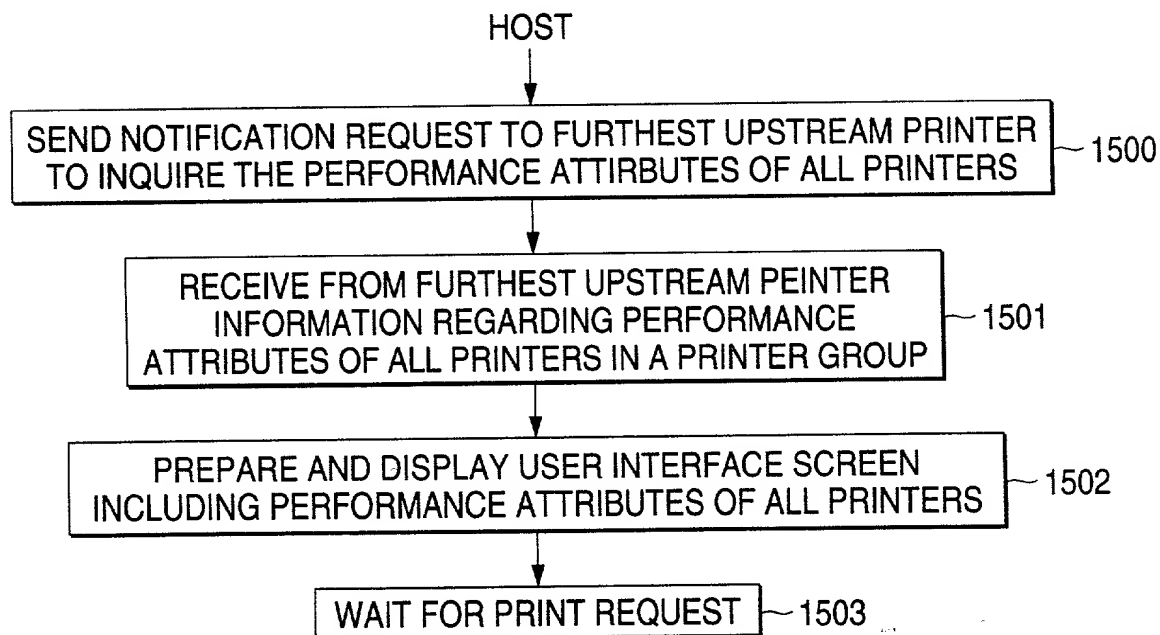 HOST
SEND NOTIFICATION REQUEST TO FURTHEST UPSTREAM PRINTER
TO INQUIRE THE PERFORMANCE ATTIRBUTES OF ALL PRINTERS
1500
RECEIVE FROM FURTHEST UPSTREAM PEINTER
INFORMATION REGARDING PERFORMANCE
ATTRIBUTES OF ALL PRINTERS IN A PRINTER GROUP
1501
PREPARE AND DISPLAY USER INTERFACE SCREEN
INCLUDING PERFORMANCE ATTRIBUTES OF ALL PRINTERS
1502
WAIT FOR PRINT REQUEST
1503